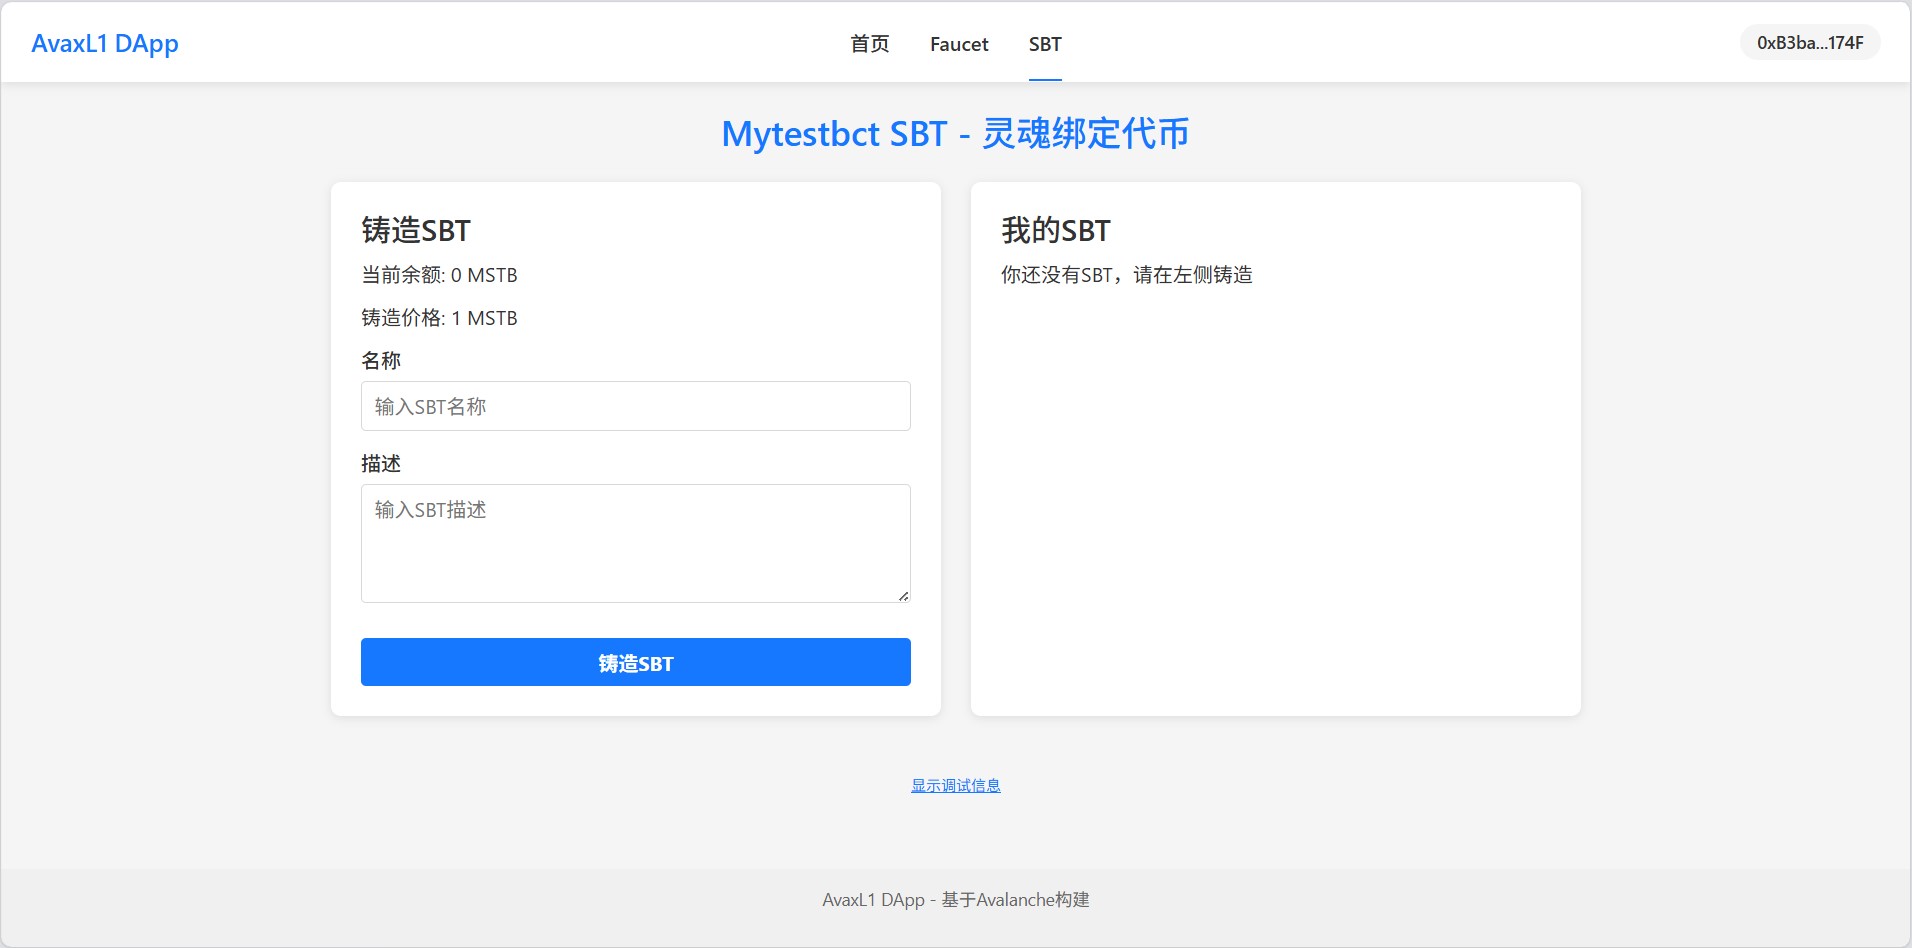 AvaxL1 DApp
首页
Faucet
SBT
0xB3ba...174F
Mytestbct SBT - 灵魂绑定代币
铸造SBT
当前余额: 0 MSTB
铸造价格: 1 MSTB
名称
输入SBT名称
描述
输入SBT描述
铸造SBT
我的SBT
你还没有SBT，请在左侧铸造
显示调试信息
AvaxL1 DApp - 基于Avalanche构建